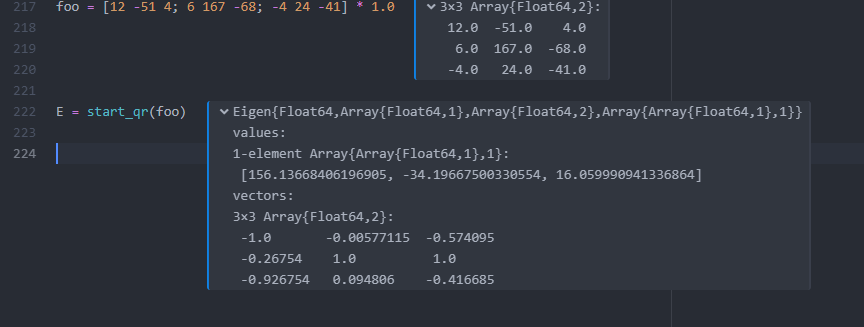 217 foo = [12 -51 4; 6 167 -68; -4 24 -41] * 1.0
3×3 Array{Float64,2}:
12.0 -51.0 4.0
6.0 167.0 -68.0
-4.0 24.0 -41.0
218
219
220
221
222 E = start_qr(foo)
Eigen{Float64,Array{Float64,1},Array{Float64,2},Array{Array{Float64,1},1}}
values:
1-element Array{Array{Float64,1},1}:
[156.13668406196905, -34.19667500330554, 16.059990941336864]
vectors:
3×3 Array{Float64,2}:
-1.0 -0.00577115 -0.574095
-0.26754 1.0 1.0
-0.926754 0.094806 -0.416685
223
224